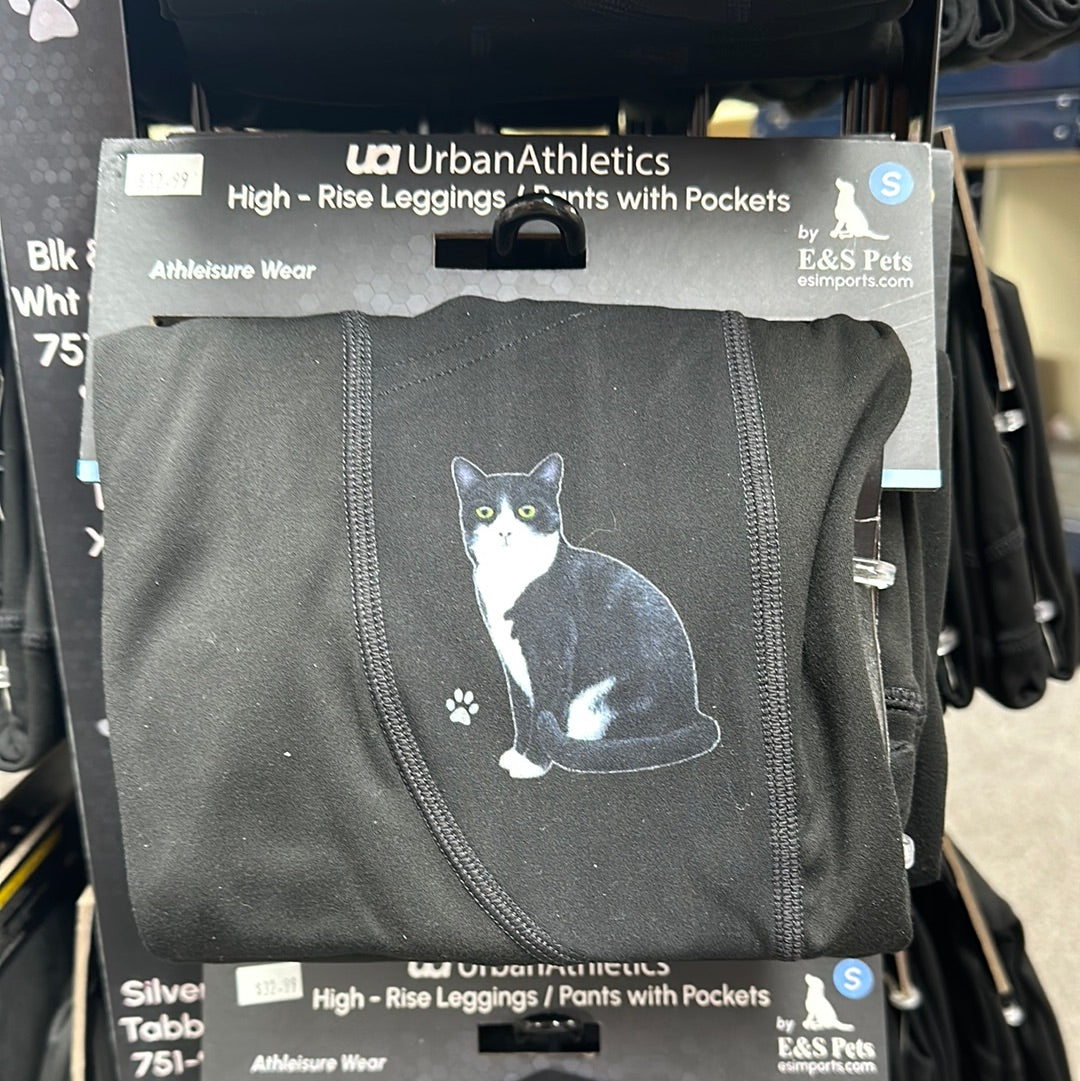 $32.99
ua UrbanAthletics
S
High - Rise Leggings / Pants with Pockets
by
E&S Pets
esimports.com
Athleisure Wear
Blk &
Wht
75
$32.99
ua UrbanAthletics
S
High - Rise Leggings / Pants with Pockets
by
E&S Pets
esimports.com
Athleisure Wear
Silver
Tabb
751-